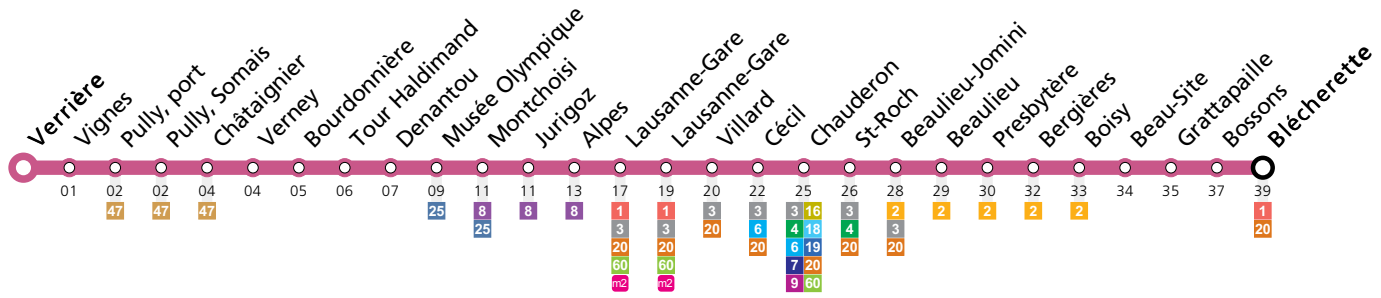 Verrière
Vignes
Pully, port
Pully, Somais
Châtaignier
Verney
Bourdonnière
Tour Haldimand
Denantou
Musée Olympique
Montchoisi
Jurigoz
Alpes
Lausanne-Gare
Lausanne-Gare
Villard
Cécil
Chauderon
St-Roch
Beaulieu-Jomini
Beaulieu
Presbytère
Bergières
Boisy
Beau-Site
Grattapaille
Bossons
Blécherette
01 02 02 04 04 05 06 07 09 11 11 13 17 19 20 22 25 26 28 29 30 32 33 34 35 37 39
47 47 47 25 8 8 8 1 1 3 3 3 16 3 2 2 2 2 2 1
25 3 3 20 6 4 18 4 3 20
20 20 20 6 19 20 20
60 60 7 20
m2 m2 9 60